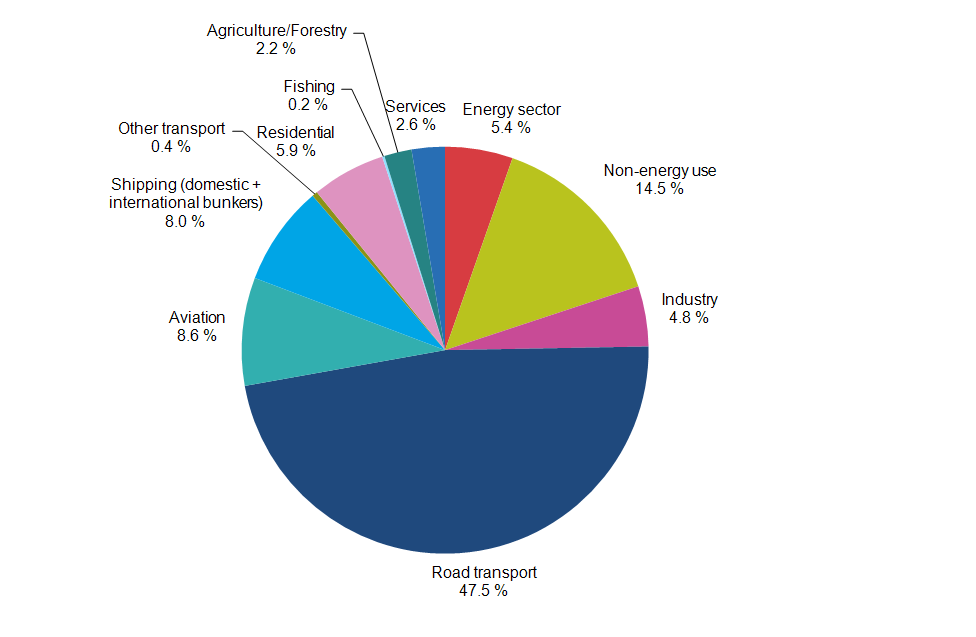 Agriculture/Forestry
2.2 %
Fishing
0.2 %
Services
2.6 %
Energy sector
5.4 %
Other transport
0.4 %
Residential
5.9 %
Non-energy use
14.5 %
Shipping (domestic +
international bunkers)
8.0 %
Industry
4.8 %
Aviation
8.6 %
Road transport
47.5 %